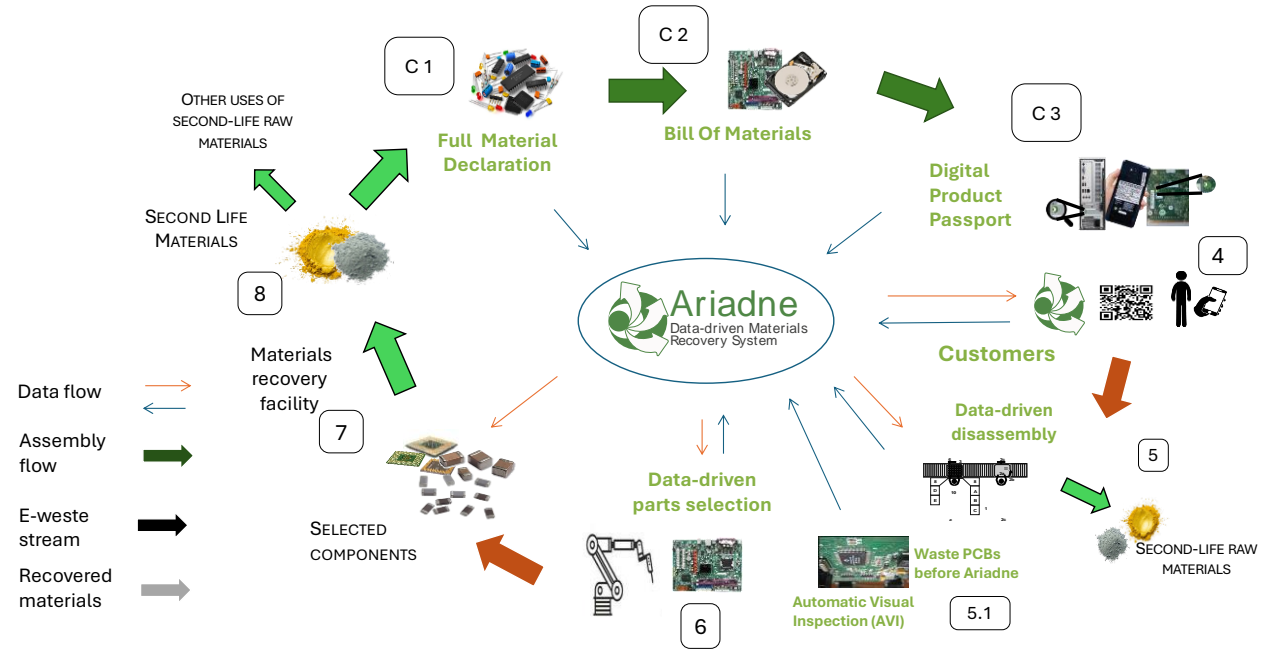 C 1
C 2
C 3
OTHER USES OF
SECOND-LIFE RAW
MATERIALS
Full Material
Declaration
Bill Of Materials
Digital
Product
Passport
SECOND LIFE
MATERIALS
8
4
Ariadne
Data-driven Materials
Recovery System
Customers
Materials
recovery
facility
7
Data flow
Assembly
flow
E-weste
stream
Recovered
materials
Data-driven
disassembly
5
Data-driven
parts selection
SELECTED
COMPONENTS
SECOND-LIFE RAW
MATERIALS
Waste PCBs
before Ariadne
Automatic Visual
Inspection (AVI)
5.1
6